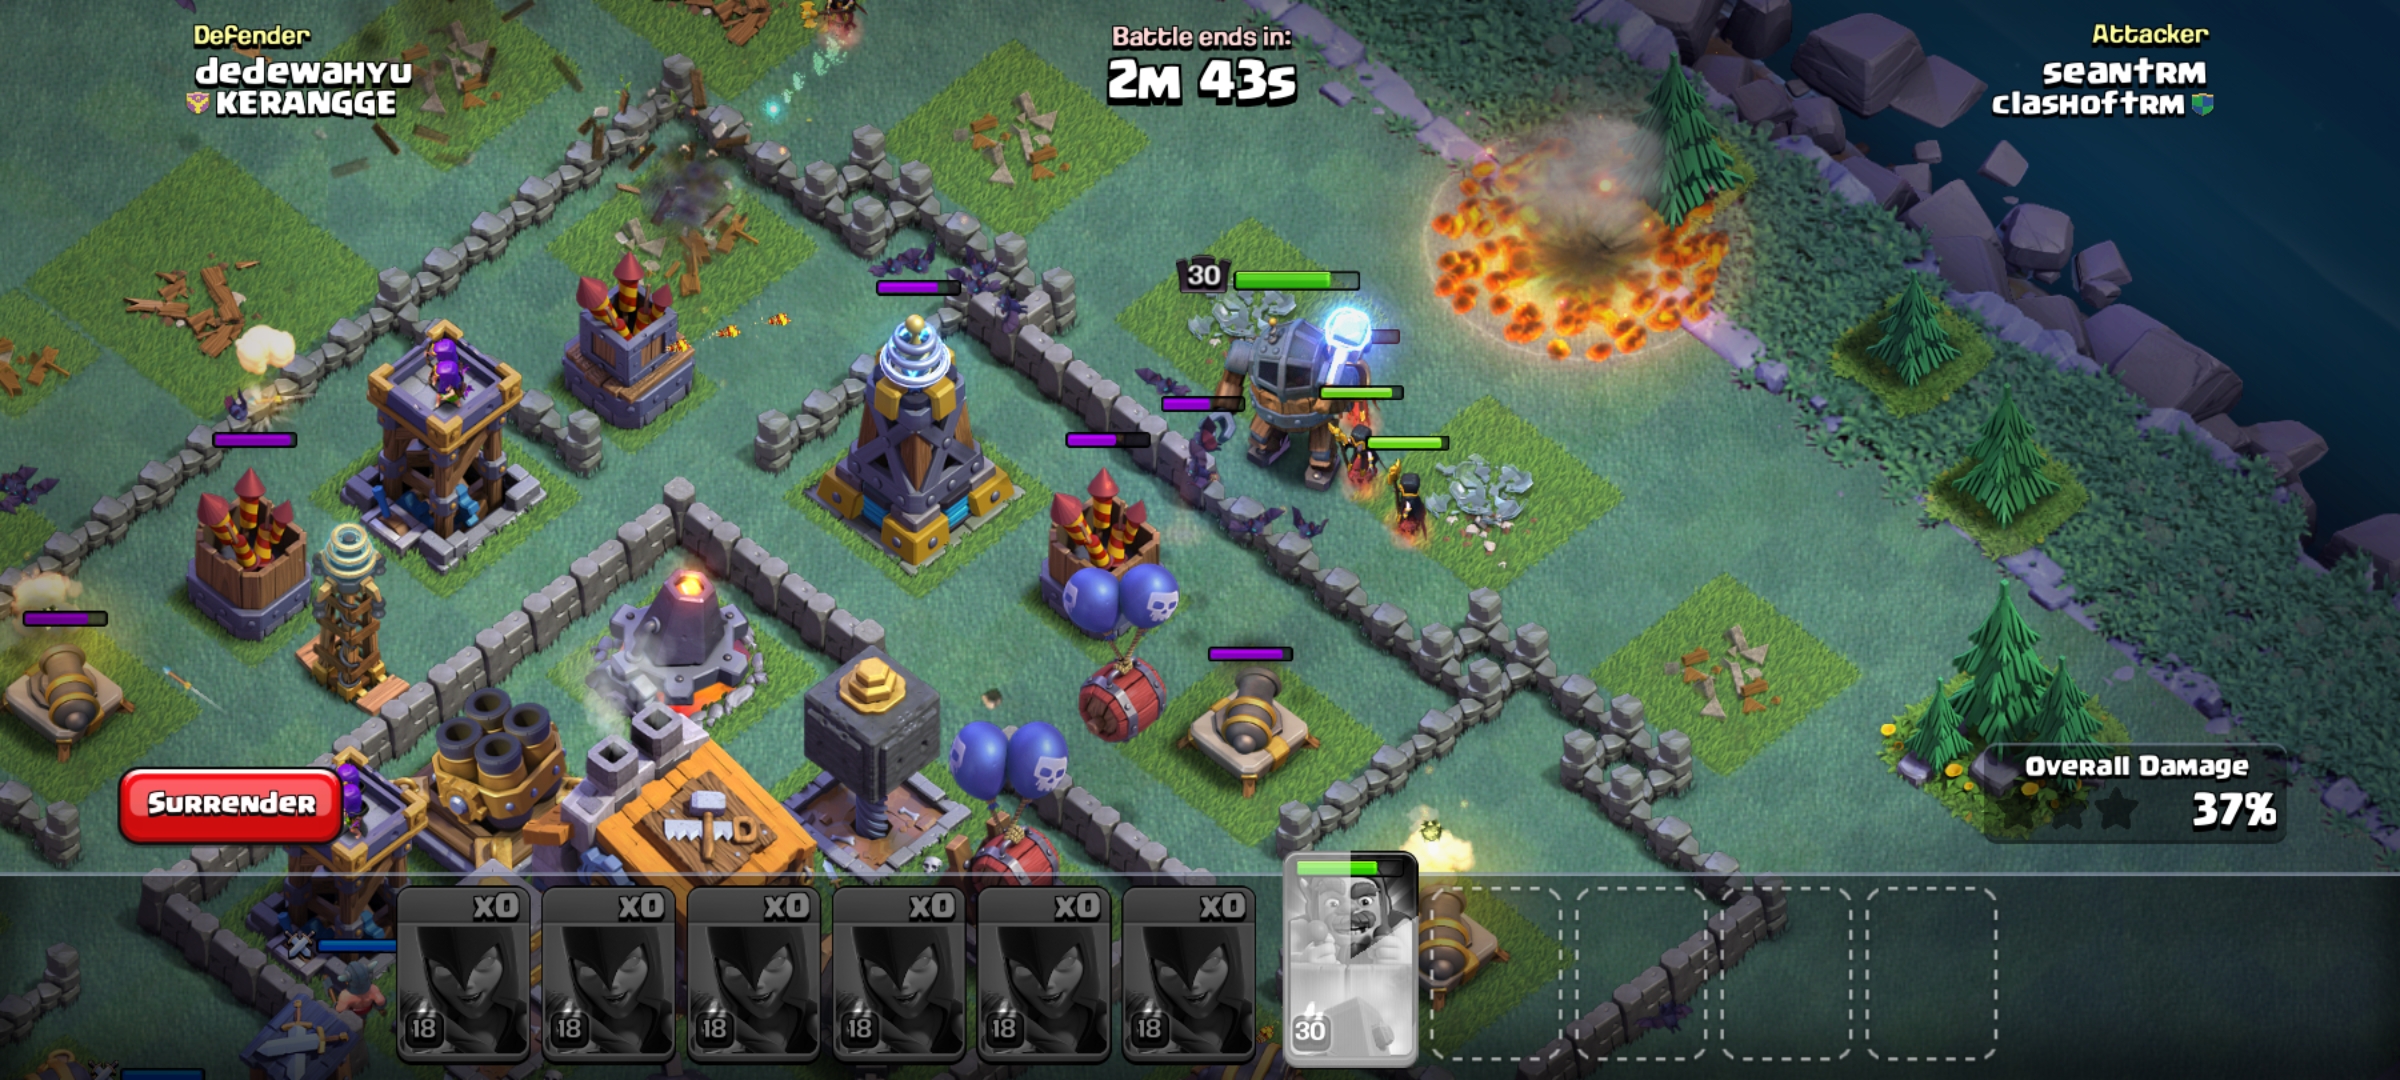 Defender
dedewahyu
KERANGGE
Battle ends in:
2M 43s
Attacker
seantrm
clashoftrm
30
Surrender
Overall Damage
37%
x0
x0
x0
x0
x0
x0
18
18
18
18
18
18
30